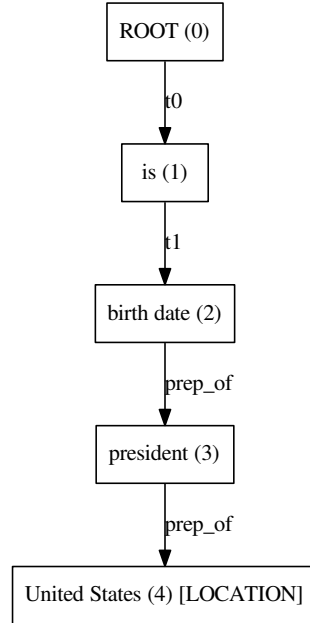 ROOT (0)
t0
is (1)
t1
birth date (2)
prep_of
president (3)
prep_of
United States (4) [LOCATION]